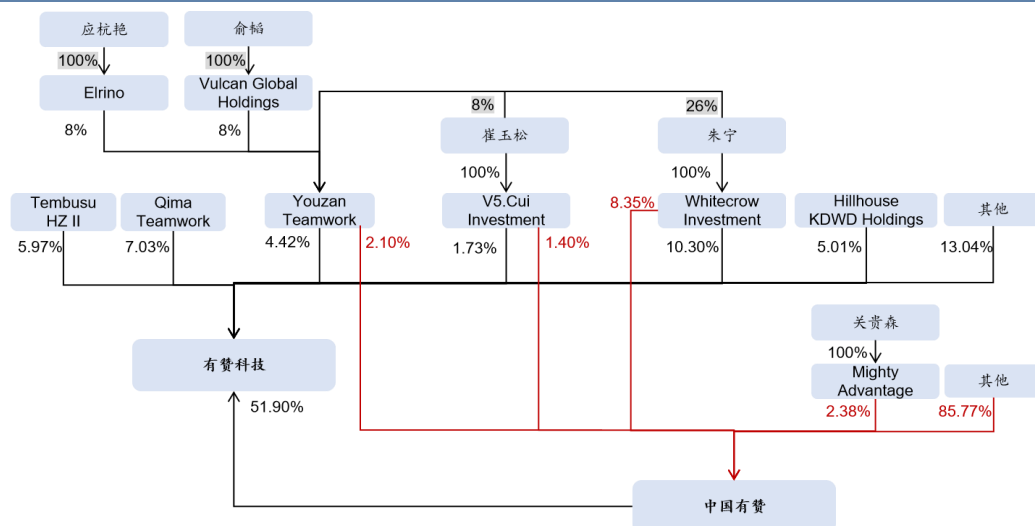 应杭艳
俞韬
100%
100%
Elrino
Vulcan Global
Holdings
8%
26%
8%
8%
崔玉松
朱宁
100%
100%
Tembusu
HZ II
Qima
Teamwork
Youzan
Teamwork
V5.Cui
Investment
8.35%
Whitecrow
Investment
Hillhouse
KDWD Holdings
其他
5.97%
7.03%
4.42%
2.10%
1.73%
1.40%
10.30%
5.01%
13.04%
关贵森
有赞科技
100%
Mighty
Advantage
其他
51.90%
2.38%
85.77%
中国有赞